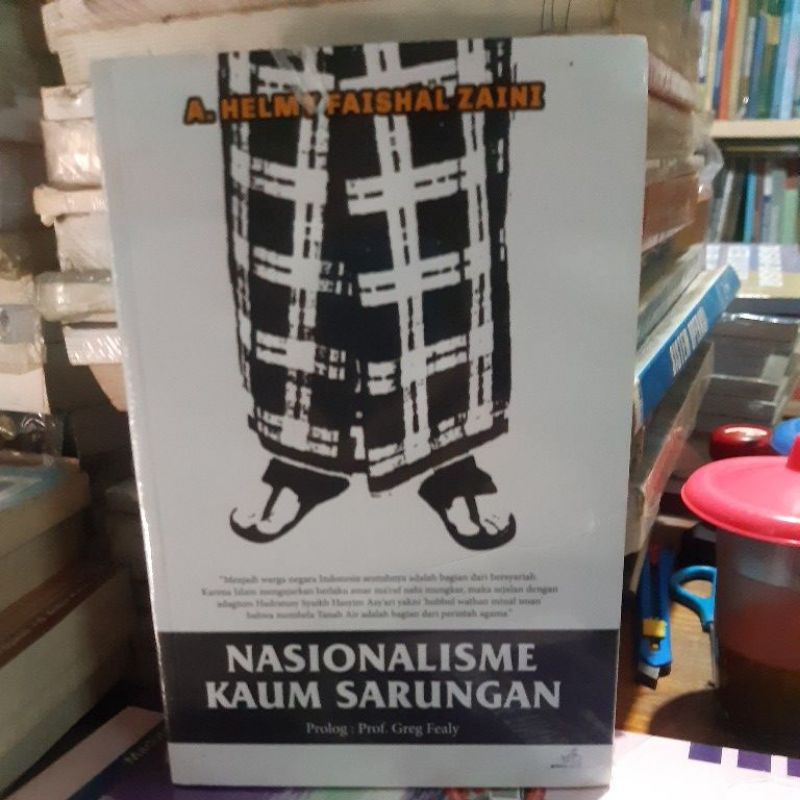 A. HELMY FAISHAL ZAINI
"Menjadi warga negara Indonesia sesungguhnya adalah bagian dari bersyariah.
Karena Islam mengajarkan berlaku amar ma'ruf nahi mungkar, maka sejalan dengan
adagium Hadratusy Syaikh Hasyim Asy'ari yakni 'hubbul wathan minal iman'
bahwa membela Tanah Air adalah bagian dari perintah agama."
NASIONALISME
KAUM SARUNGAN
Prolog : Prof. Greg Fealy